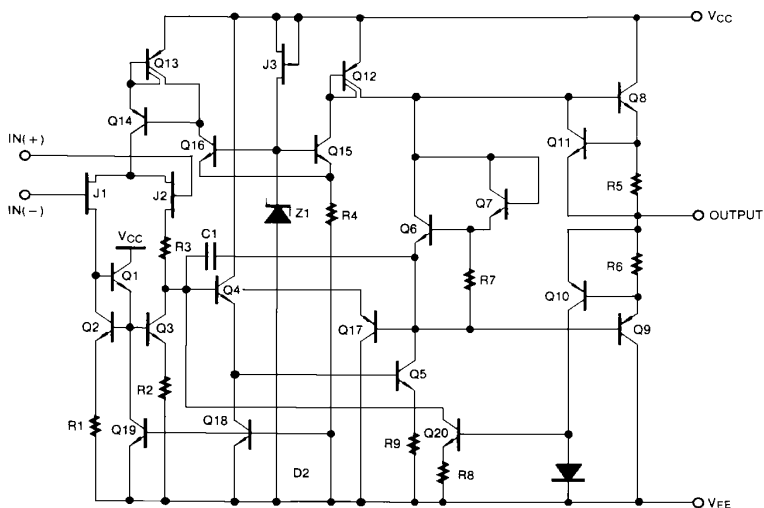 VCC
Q13
J3
Q12
Q8
Q14
Q16
Q15
Q11
IN(+)
J1
J2
Z1
R4
Q7
R5
IN(−)
OUTPUT
VCC
R3
C1
Q6
R6
Q1
Q4
R7
Q10
Q2
Q3
Q17
Q9
R2
Q5
R1
Q19
Q18
R9
Q20
D2
R8
VEE